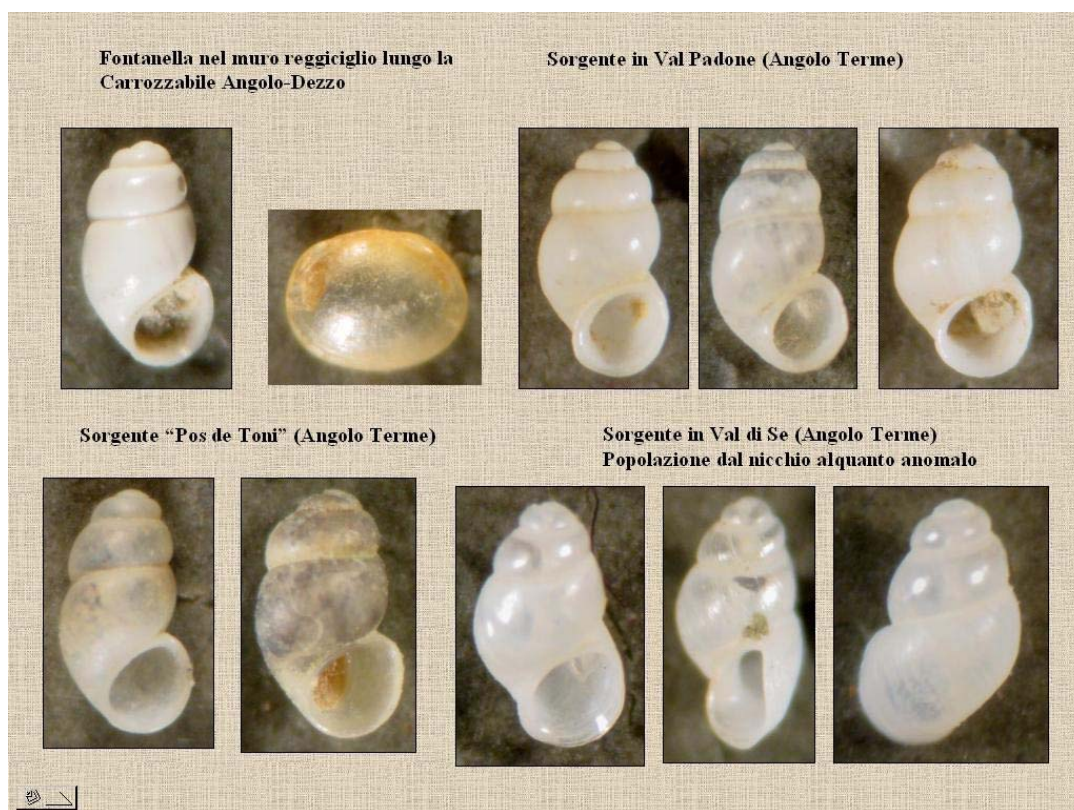 Fontanella nel muro reggiciglio lungo la
Carrozzabile Angolo-Dezzo
Sorgente in Val Padone (Angolo Terme)
Sorgente “Pos de Toni” (Angolo Terme)
Sorgente in Val di Se (Angolo Terme)
Popolazione dal nicchio alquanto anomalo